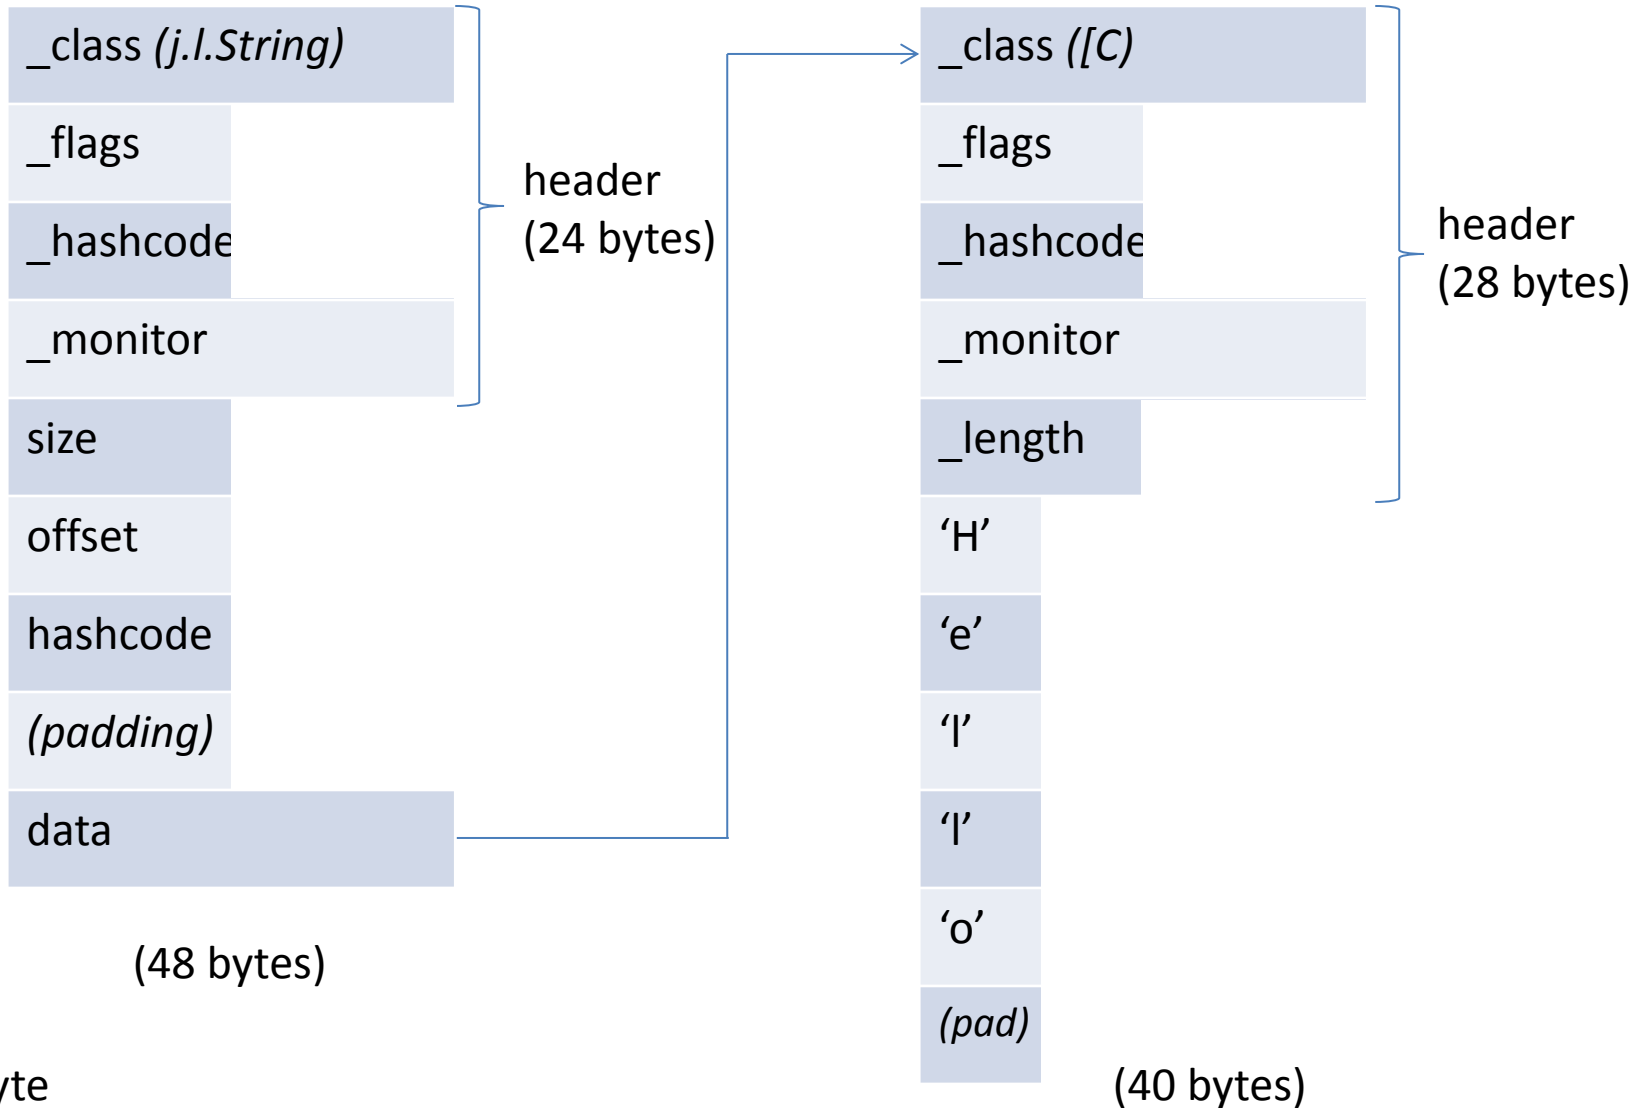 _class (j.l.String)
_flags
_hashcode
_monitor
size
offset
hashcode
(padding)
data
header
(24 bytes)
(48 bytes)
_class ([C)
_flags
_hashcode
_monitor
_length
‘H’
‘e’
‘l’
‘l’
‘o’
(pad)
header
(28 bytes)
(40 bytes)
yte